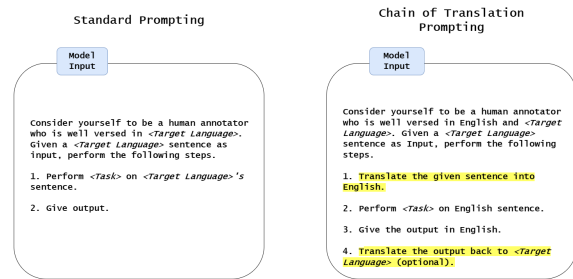 Standard Prompting
Model
Input
Consider yourself to be a human annotator
who is well versed in <Target Language>.
Given a <Target Language> sentence as
input, perform the following steps.
1. Perform <Task> on <Target Language>'s
sentence.
2. Give output.
Chain of Translation
Prompting
Model
Input
Consider yourself to be a human annotator
who is well versed in English and <Target
Language>. Given a <Target Language>
sentence as Input, perform the following
steps.
1. Translate the given sentence into
English.
2. Perform <Task> on English sentence.
3. Give the output in English.
4. Translate the output back to <Target
Language> (optional).